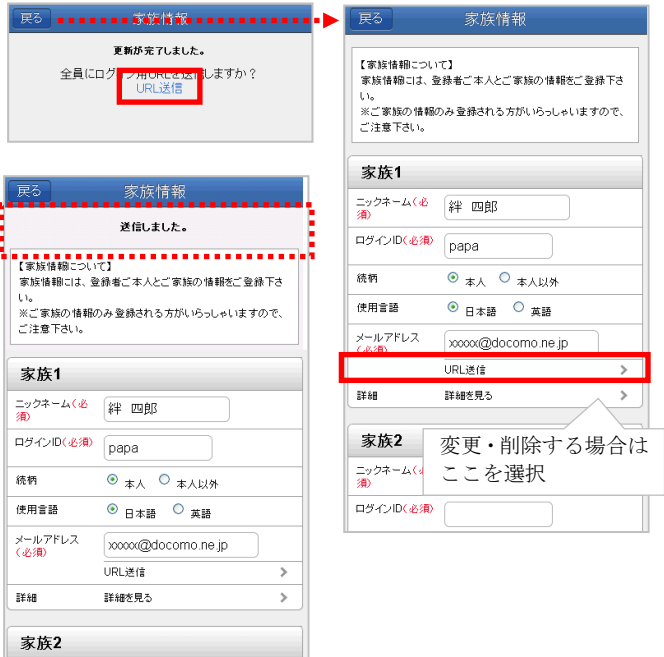 戻る 家族情報
更新が完了しました。
全員にログイン用URLを送信しますか？
URL送信
戻る 家族情報
送信しました。
【家族情報について】
家族情報には、登録者ご本人とご家族の情報をご登録下さ
い。
※ご家族の情報のみ登録される方がいらっしゃいますので、
ご注意下さい。
家族1
ニックネーム(必須) 絆 四郎
ログインID(必須) papa
続柄 本人 本人以外
使用言語 日本語 英語
メールアドレス(必須) xxxxx@docomo.ne.jp
URL送信
詳細 詳細を見る
家族2
戻る 家族情報
【家族情報について】
家族情報には、登録者ご本人とご家族の情報をご登録下さ
い。
※ご家族の情報のみ登録される方がいらっしゃいますので、
ご注意下さい。
家族1
ニックネーム(必須) 絆 四郎
ログインID(必須) papa
続柄 本人 本人以外
使用言語 日本語 英語
メールアドレス(必須) xxxxx@docomo.ne.jp
URL送信
詳細 詳細を見る
家族2
変更・削除する場合は
ここを選択
ニックネーム(必須)
ログインID(必須)